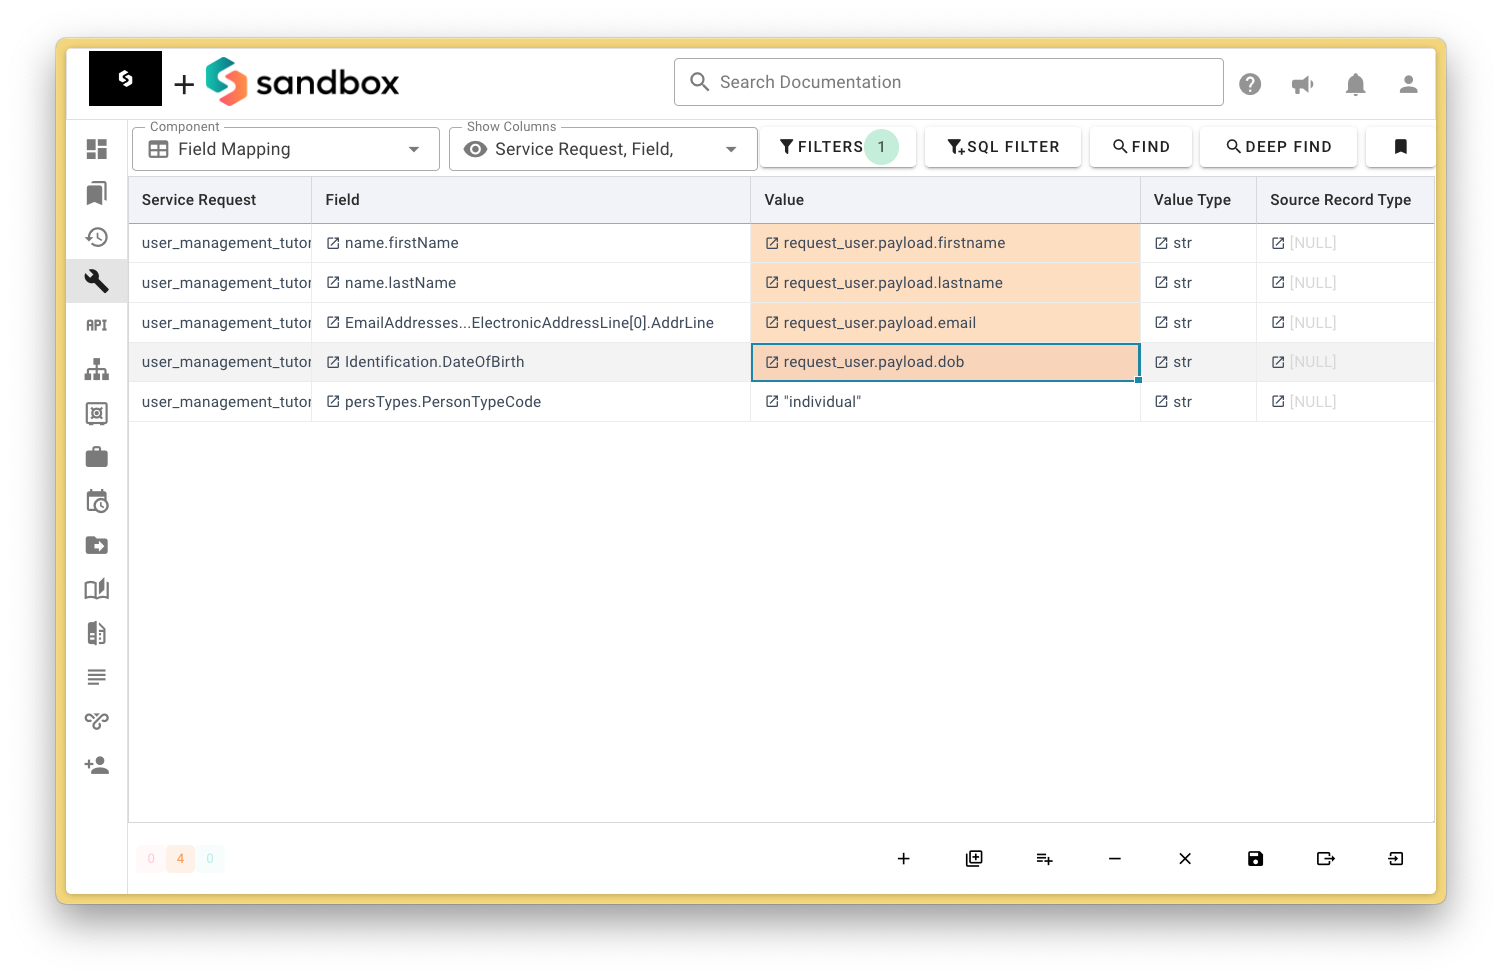 + sandbox
Search Documentation
Component
Field Mapping
Show Columns
Service Request, Field,
FILTERS 1
SQL FILTER
FIND
DEEP FIND
API
Service Request Field Value Value Type Source Record Type
user_management_tutor name.firstName request_user.payload.firstname str [NULL]
user_management_tutor name.lastName request_user.payload.lastname str [NULL]
user_management_tutor EmailAddresses...ElectronicAddressLine[0].AddrLine request_user.payload.email str [NULL]
user_management_tutor Identification.DateOfBirth request_user.payload.dob str [NULL]
user_management_tutor persTypes.PersonTypeCode "individual" str [NULL]
0 4 0